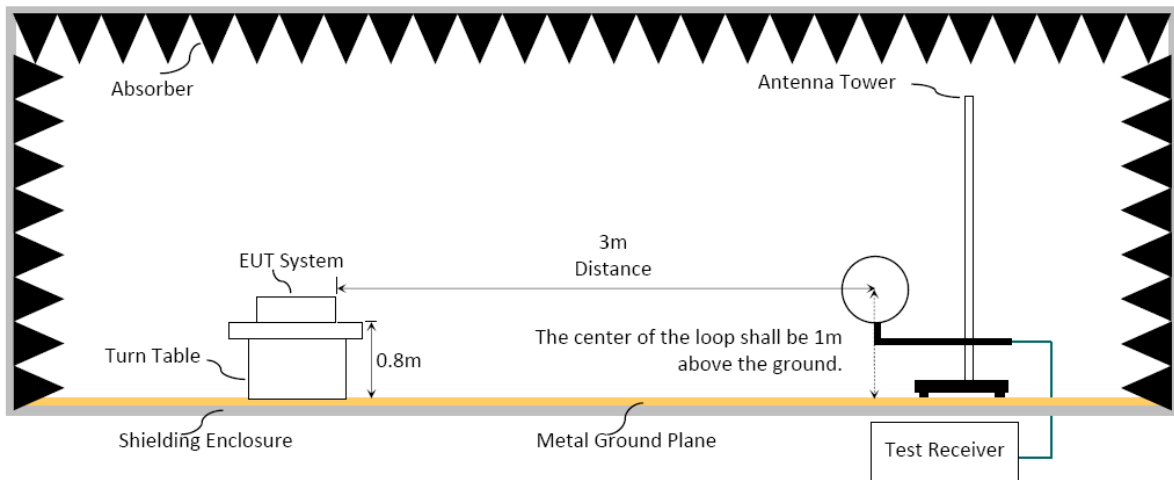 Absorber
Antenna Tower
3m
Distance
EUT System
The center of the loop shall be 1m
above the ground.
Turn Table
0.8m
Shielding Enclosure
Metal Ground Plane
Test Receiver